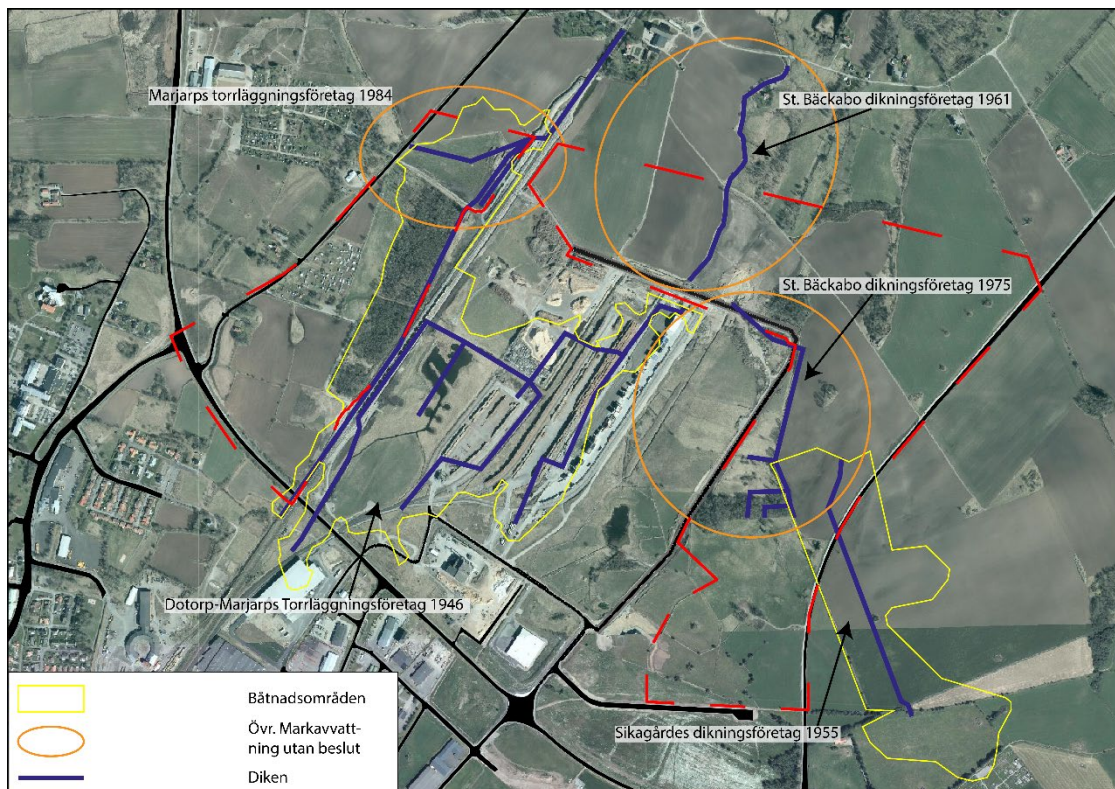 Marjarps torrläggningsföretag 1984
St. Bäckabo dikningsföretag 1961
St. Bäckabo dikningsföretag 1975
Dotorp-Marjarps Torrläggningsföretag 1946
Sikagårdes dikningsföretag 1955
Båtnadsområden
Övr. Markavvatt-
ning utan beslut
Diken